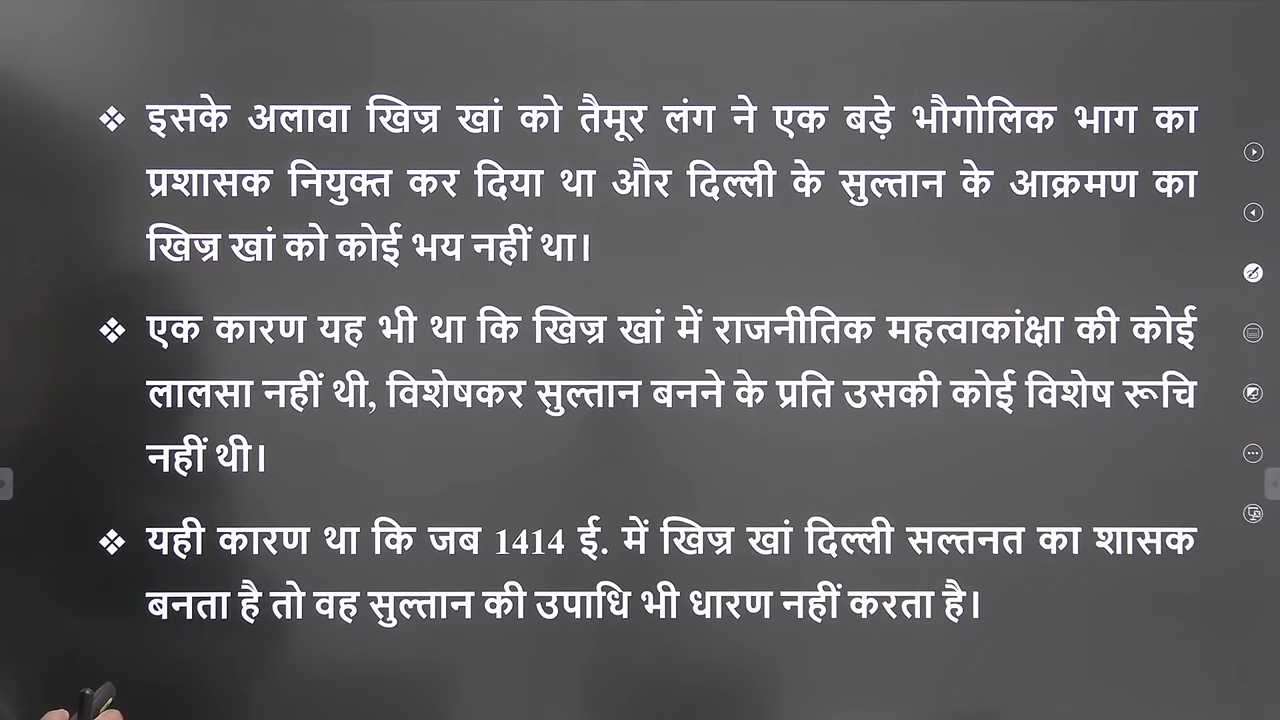 ❖ इसके अलावा खिज्र खां को तैमूर लंग ने एक बड़े भौगोलिक भाग का
प्रशासक नियुक्त कर दिया था और दिल्ली के सुल्तान के आक्रमण का
खिज्र खां को कोई भय नहीं था।
❖ एक कारण यह भी था कि खिज्र खां में राजनीतिक महत्वाकांक्षा की कोई
लालसा नहीं थी, विशेषकर सुल्तान बनने के प्रति उसकी कोई विशेष रूचि
नहीं थी।
❖ यही कारण था कि जब 1414 ई. में खिज्र खां दिल्ली सल्तनत का शासक
बनता है तो वह सुल्तान की उपाधि भी धारण नहीं करता है।